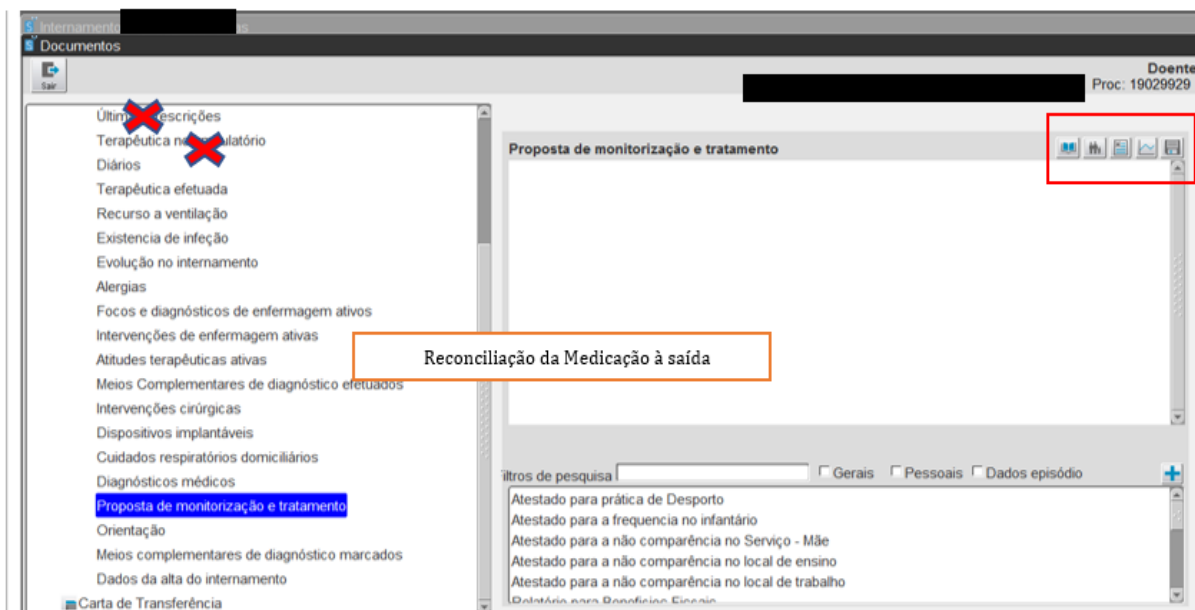 Internamento
Documentos
Sair
Doente
Proc: 19029929
Terapêutica
Diários
Terapêutica efetuada
Recurso a ventilação
Existencia de infeção
Evolução no internamento
Alergias
Focos e diagnósticos de enfermagem ativos
Intervenções de enfermagem ativas
Atitudes terapêuticas ativas
Meios Complementares de diagnóstico efetuados
Intervenções cirúrgicas
Dispositivos implantáveis
Cuidados respiratórios domiciliários
Diagnósticos médicos
Proposta de monitorização e tratamento
Orientação
Meios complementares de diagnóstico marcados
Dados da alta do internamento
Carta de Transferência
Proposta de monitorização e tratamento
Reconciliação da Medicação à saída
de pesquisa
Gerais
Pessoais
Dados episódio
Atestado para prática de Desporto
Atestado para a frequencia no infantário
Atestado para a não comparência no Serviço - Mãe
Atestado para a não comparência no local de ensino
Atestado para a não comparência no local de trabalho